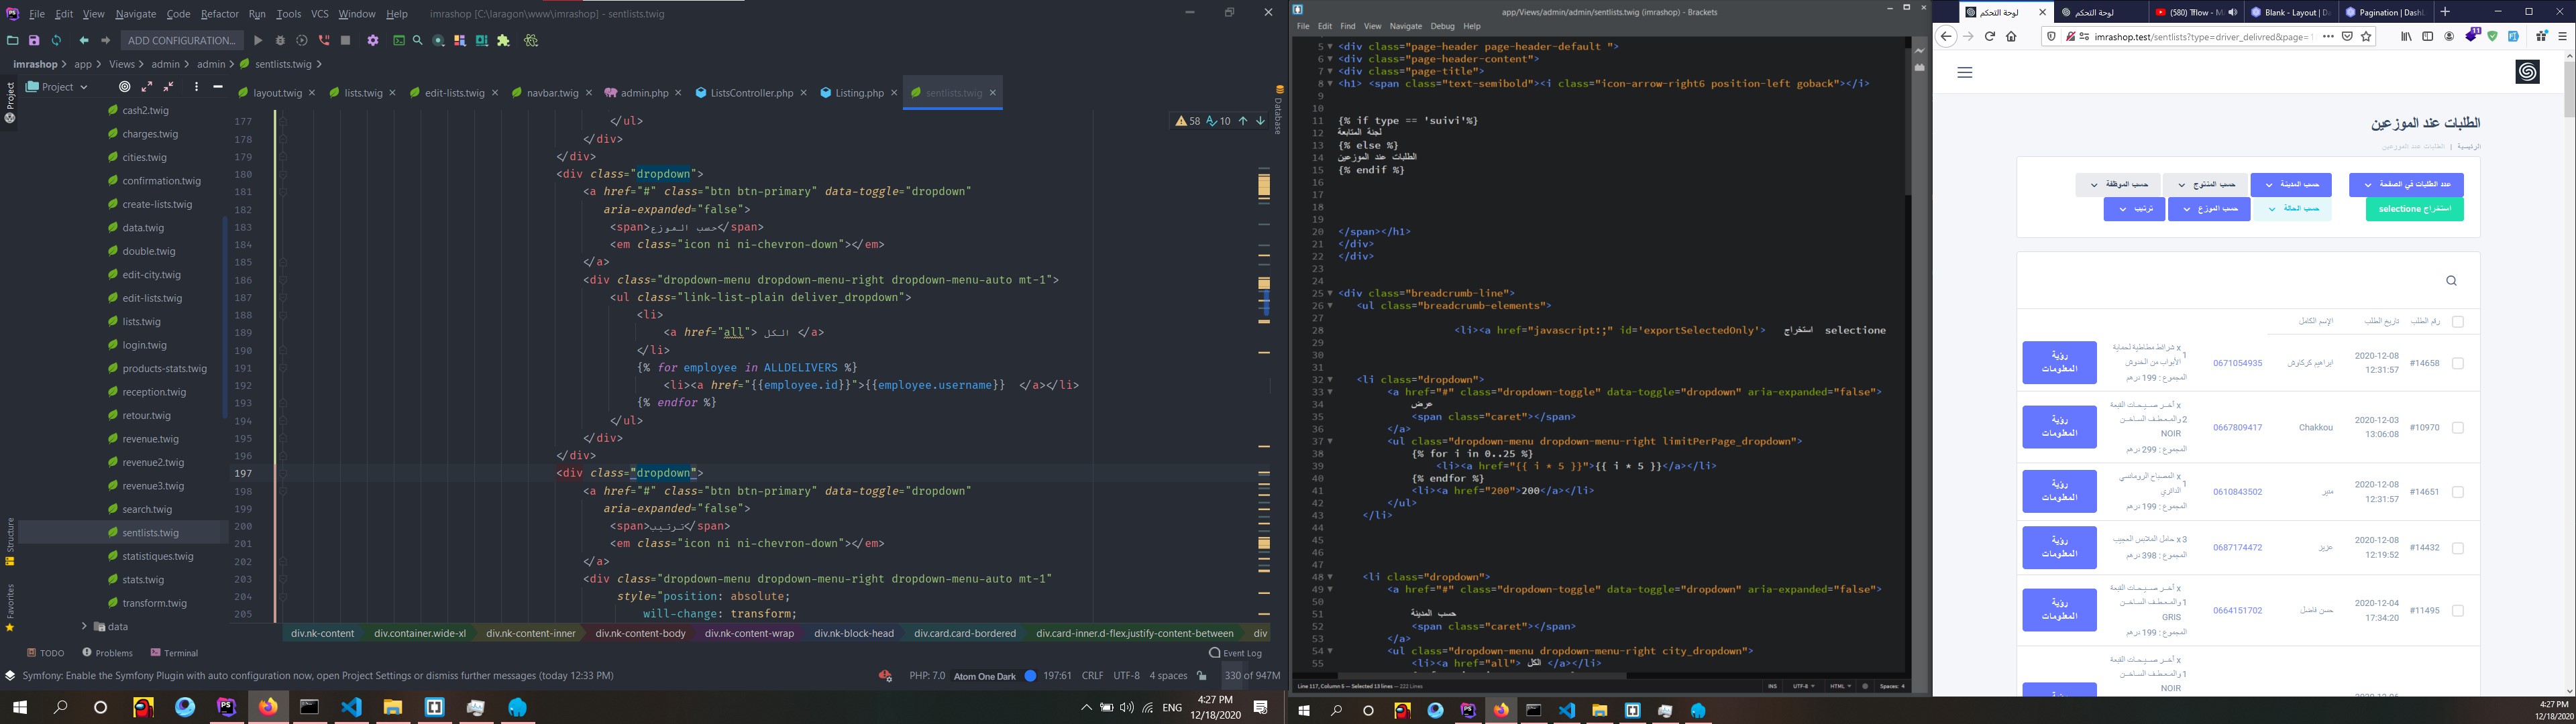 File Edit View Navigate Code Refactor Run Tools VCS Window Help imrashop [C:\laragon\www\imrashop] - sentlists.twig
ADD CONFIGURATION...
imrashop > app > Views > admin > admin > sentlists.twig >
Project
layout.twig lists.twig edit-lists.twig navbar.twig admin.php ListsController.php Listing.php sentlists.twig
Project
Structure
Favorites
Database
cash2.twig
charges.twig
cities.twig
confirmation.twig
create-lists.twig
data.twig
double.twig
edit-city.twig
edit-lists.twig
lists.twig
login.twig
products-stats.twig
reception.twig
retour.twig
revenue.twig
revenue2.twig
revenue3.twig
search.twig
sentlists.twig
statistiques.twig
stats.twig
transform.twig
data
58 10
177 </ul>
178 </div>
179 </div>
180 <div class="dropdown">
181 <a href="#" class="btn btn-primary" data-toggle="dropdown"
182 aria-expanded="false">
183 <span>حسب الموزع</span>
184 <em class="icon ni ni-chevron-down"></em>
185 </a>
186 <div class="dropdown-menu dropdown-menu-right dropdown-menu-auto mt-1">
187 <ul class="link-list-plain deliver_dropdown">
188 <li>
189 <a href="all"> الكل </a>
190 </li>
191 {% for employee in ALLDELIVERS %}
192 <li><a href="{{employee.id}}">{{employee.username}} </a></li>
193 {% endfor %}
194 </ul>
195 </div>
196 </div>
197 <div class="dropdown">
198 <a href="#" class="btn btn-primary" data-toggle="dropdown"
199 aria-expanded="false">
200 <span>ترتيب</span>
201 <em class="icon ni ni-chevron-down"></em>
202 </a>
203 <div class="dropdown-menu dropdown-menu-right dropdown-menu-auto mt-1"
204 style="position: absolute;
205 will-change: transform;
div.nk-content div.container.wide-xl div.nk-content-inner div.nk-content-body div.nk-content-wrap div.nk-block-head div.card.card-bordered div.card-inner.d-flex.justify-content-between div
TODO Problems Terminal Event Log
Symfony: Enable the Symfony Plugin with auto configuration now, open Project Settings or dismiss further messages (today 12:33 PM) PHP: 7.0 Atom One Dark 197:61 CRLF UTF-8 4 spaces 330 of 947M
ENG 4:27 PM
12/18/2020
app/Views/admin/admin/sentlists.twig (imrashop) - Brackets
File Edit Find View Navigate Debug Help
5 <div class="page-header page-header-default ">
6 <div class="page-header-content">
7 <div class="page-title">
8 <h1> <span class="text-semibold"><i class="icon-arrow-right6 position-left goback"></i>
9
10
11 {% if type == 'suivi'%}
12 لجنة المتابعة
13 {% else %}
14 الطلبات عند الموزعين
15 {% endif %}
16
17
18
19
20 </span></h1>
21 </div>
22 </div>
23
24
25 <div class="breadcrumb-line">
26 <ul class="breadcrumb-elements">
27
28 <li><a href="javascript:;" id='exportSelectedOnly'> استخراج selectione
29
30
31
32 <li class="dropdown">
33 <a href="#" class="dropdown-toggle" data-toggle="dropdown" aria-expanded="false">
34 عرض
35 <span class="caret"></span>
36 </a>
37 <ul class="dropdown-menu dropdown-menu-right limitPerPage_dropdown">
38 {% for i in 0..25 %}
39 <li><a href="{{ i * 5 }}">{{ i * 5 }}</a></li>
40 {% endfor %}
41 <li><a href="200">200</a></li>
42 </ul>
43 </li>
44
45
46
47
48 <li class="dropdown">
49 <a href="#" class="dropdown-toggle" data-toggle="dropdown" aria-expanded="false">
50
51 حسب المدينة
52 <span class="caret"></span>
53 </a>
54 <ul class="dropdown-menu dropdown-menu-right city_dropdown">
55 <li><a href="all"> الكل </a></li>
Line 117, Column 5 — Selected 13 lines — 222 Lines INS UTF-8 HTML Spaces: 4
لوحة التحكم لوحة التحكم (580) Blank - Layout | Pagination |
imrashop.test/sentlists?type=driver_delivred&page=
11
الطلبات عند الموزعين
الرئيسية | الطلبات عند الموزعين
عدد الطلبات في الصفحة حسب المدينة حسب المنتوج حسب الموظفة
استخراج selectione حسب الحالة حسب الموزع ترتيب
رقم الطلب تاريخ الطلب الإسم الكامل
#14658 2020-12-08 12:31:57 ابراهيم كركاوش 0671054935 1 x شرائط مطاطية لحماية الأبواب من الخدوش المجموع : 199 درهم رؤية المعلومات
#10970 2020-12-03 13:06:08 Chakkou 0667809417 2 x NOIR المجموع : 299 درهم رؤية المعلومات
#14651 2020-12-08 12:31:57 منير 0610843502 1 x المصباح الرومانسي الدائري المجموع : 199 درهم رؤية المعلومات
#14432 2020-12-08 12:19:52 عزيز 0687174472 3 x حامل الملابس العجيب المجموع : 398 درهم رؤية المعلومات
#11495 2020-12-04 17:34:20 حسن فاضل 0664151702 1 x GRIS المجموع : 199 درهم رؤية المعلومات
1 x NOIR رؤية
4:27 PM
12/18/202